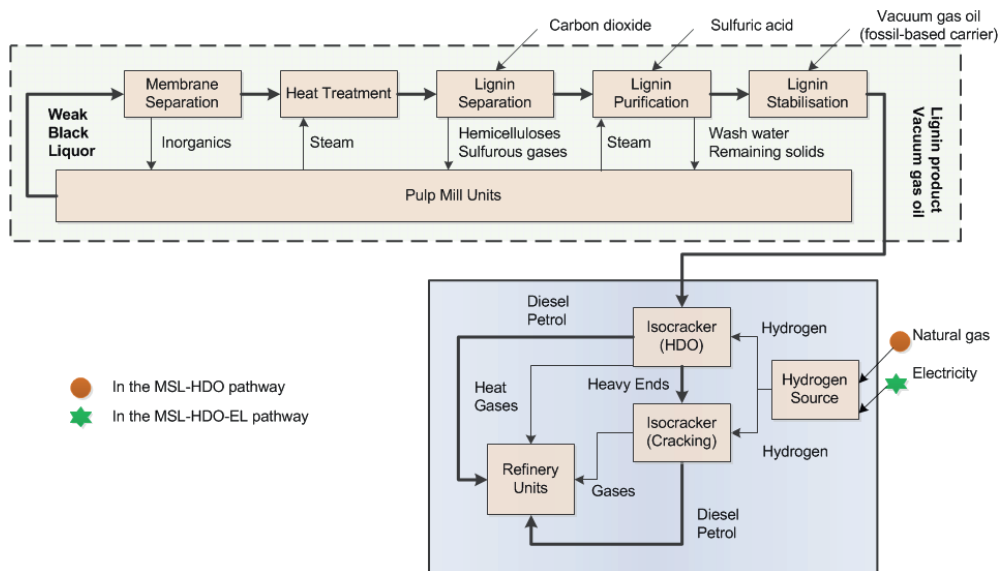 Carbon dioxide
Sulfuric acid
Vacuum gas oil
(fossil-based carrier)
Membrane
Separation
Heat Treatment
Lignin
Separation
Lignin
Purification
Lignin
Stabilisation
Weak
Black
Liquor
Inorganics
Steam
Hemicelluloses
Sulfurous gases
Steam
Wash water
Remaining solids
Pulp Mill Units
Lignin product
Vacuum gas oil
Diesel
Petrol
Isocracker
(HDO)
Hydrogen
Natural gas
Electricity
Hydrogen
Source
Heat
Gases
Heavy Ends
Isocracker
(Cracking)
Hydrogen
Refinery
Units
Gases
Diesel
Petrol
In the MSL-HDO pathway
In the MSL-HDO-EL pathway